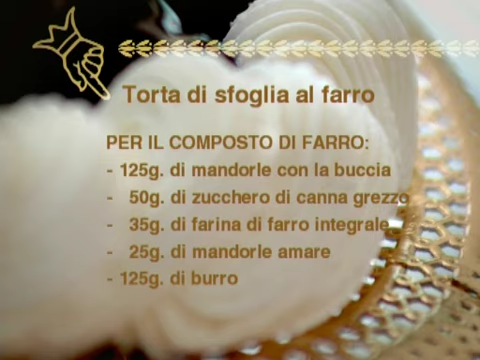 Torta di sfoglia al farro
PER IL COMPOSTO DI FARRO:
- 125g. di mandorle con la buccia
- 50g. di zucchero di canna grezzo
- 35g. di farina di farro integrale
- 25g. di mandorle amare
- 125g. di burro